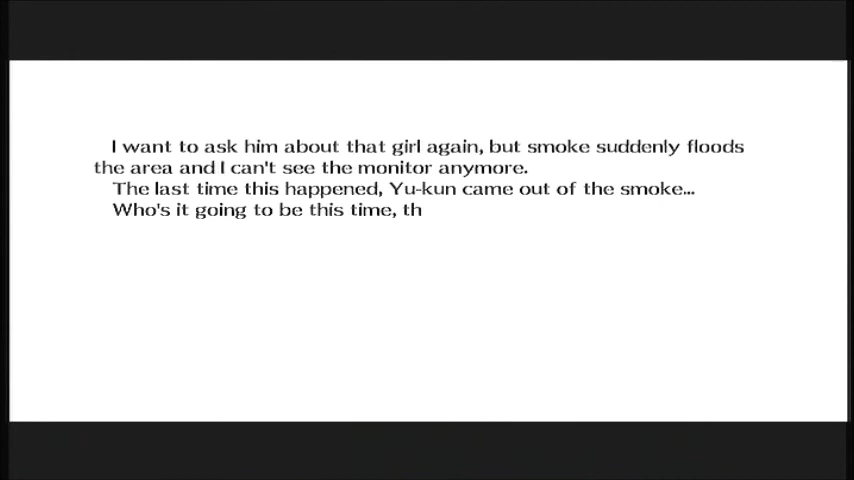 I want to ask him about that girl again, but smoke suddenly floods
the area and I can't see the monitor anymore.
The last time this happened, Yu-kun came out of the smoke...
Who's it going to be this time, th